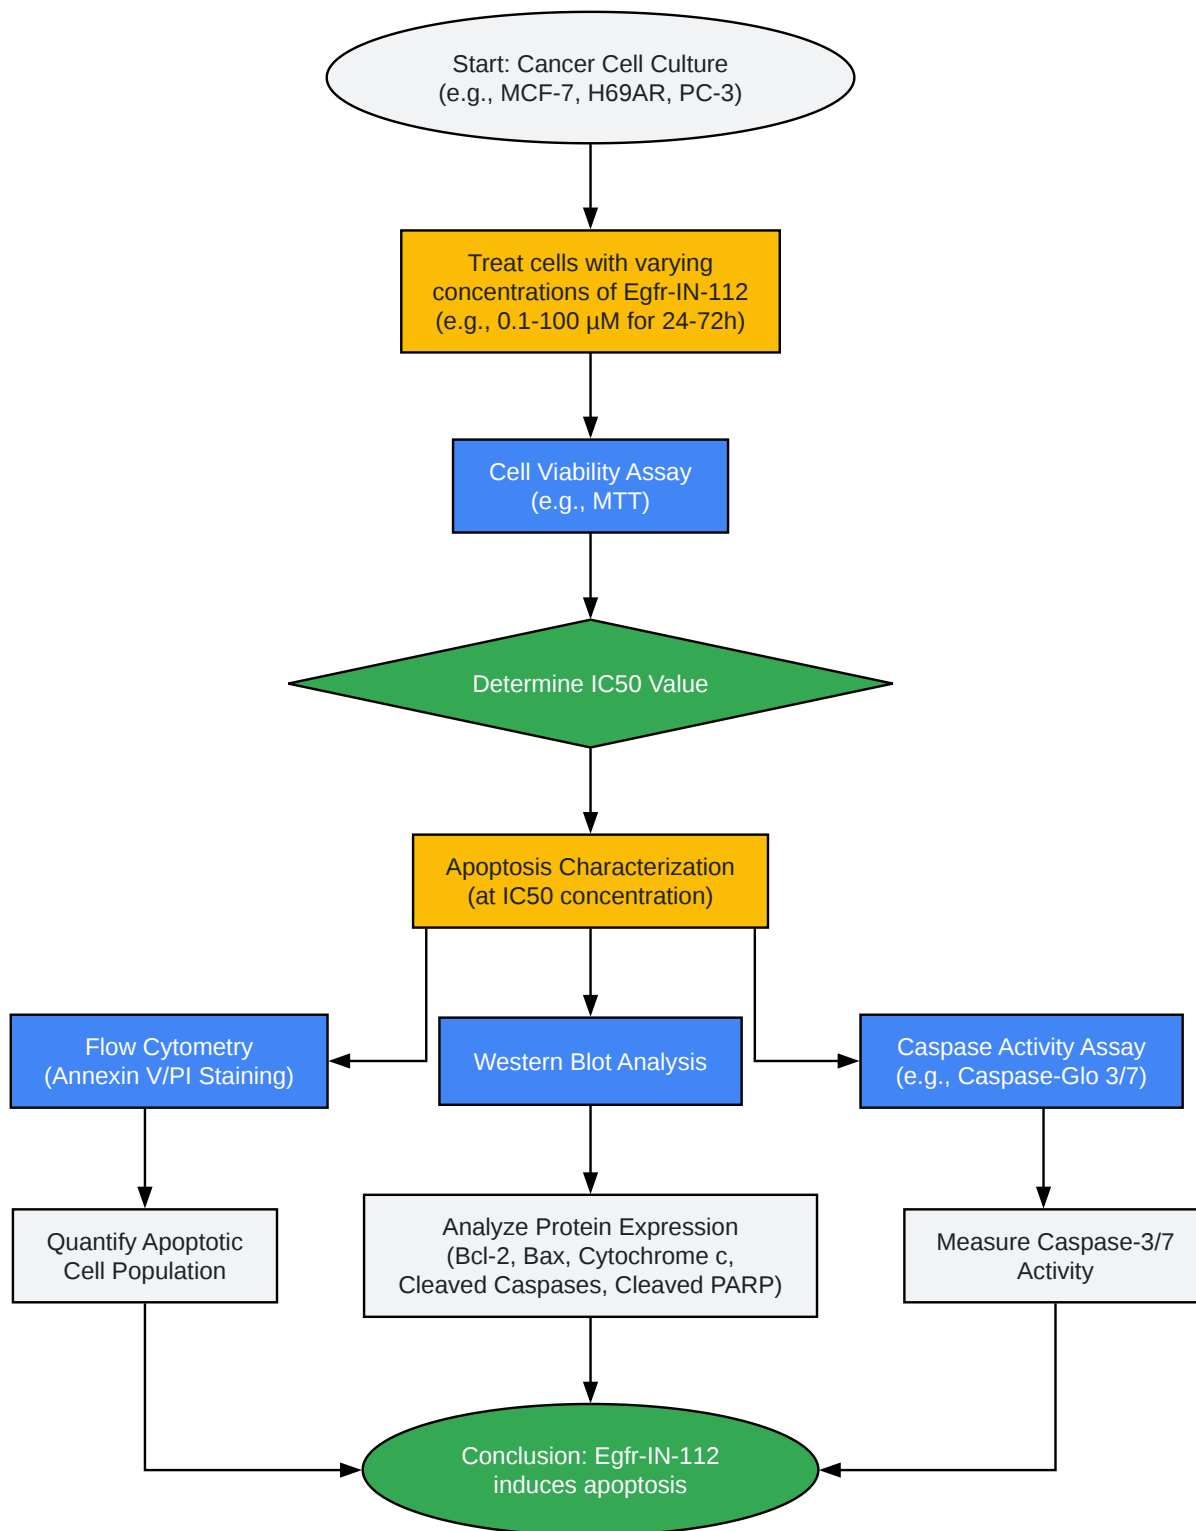 Start: Cancer Cell Culture
(e.g., MCF-7, H69AR, PC-3)
Treat cells with varying
concentrations of Egfr-IN-112
(e.g., 0.1-100 µM for 24-72h)
Cell Viability Assay
(e.g., MTT)
Determine IC50 Value
Apoptosis Characterization
(at IC50 concentration)
Flow Cytometry
(Annexin V/PI Staining)
Western Blot Analysis
Caspase Activity Assay
(e.g., Caspase-Glo 3/7)
Quantify Apoptotic
Cell Population
Analyze Protein Expression
(Bcl-2, Bax, Cytochrome c,
Cleaved Caspases, Cleaved PARP)
Measure Caspase-3/7
Activity
Conclusion: Egfr-IN-112
induces apoptosis